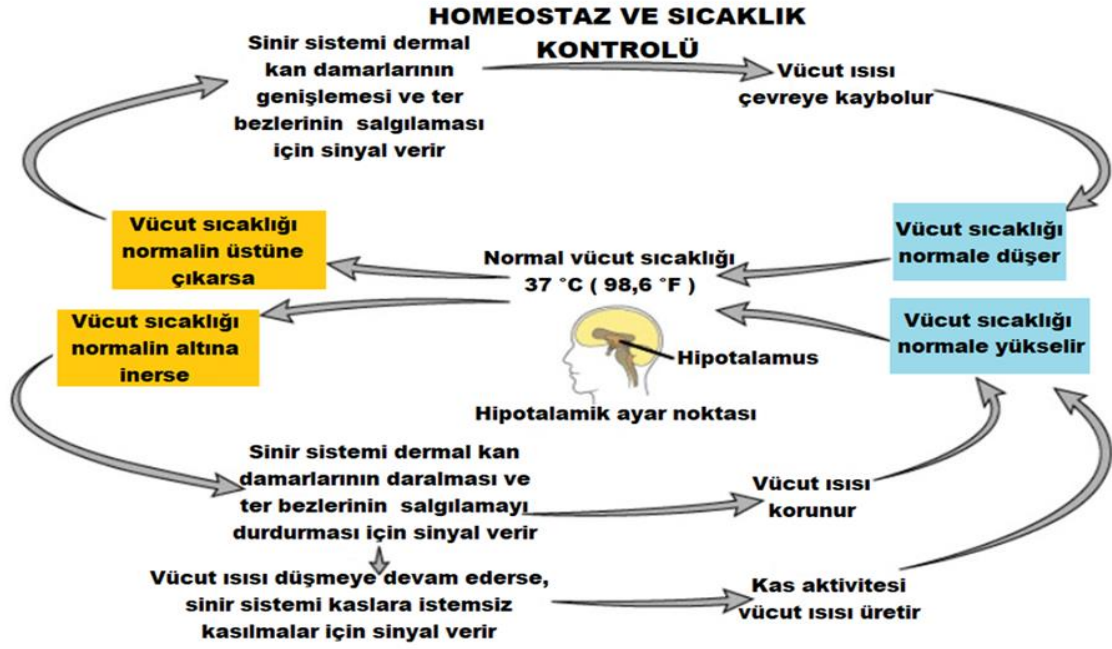 HOMEOSTAZ VE SICAKLIK
KONTROLÜ
Sinir sistemi dermal
kan damarlarının
genişlemesi ve ter
bezlerinin salgılaması
için sinyal verir
Vücut ısısı
çevreye kaybolur
Vücut sıcaklığı
normalin üstüne
çıkarsa
Normal vücut sıcaklığı
37 °C ( 98,6 °F )
Vücut sıcaklığı
normale düşer
Vücut sıcaklığı
normalin altına
inerse
Hipotalamus
Vücut sıcaklığı
normale yükselir
Hipotalamik ayar noktası
Sinir sistemi dermal kan
damarlarının daralması ve
ter bezlerinin salgılamayı
durdurması için sinyal verir
Vücut ısısı
korunur
Vücut ısısı düşmeye devam ederse,
sinir sistemi kaslara istemsiz
kasılmalar için sinyal verir
Kas aktivitesi
vücut ısısı üretir